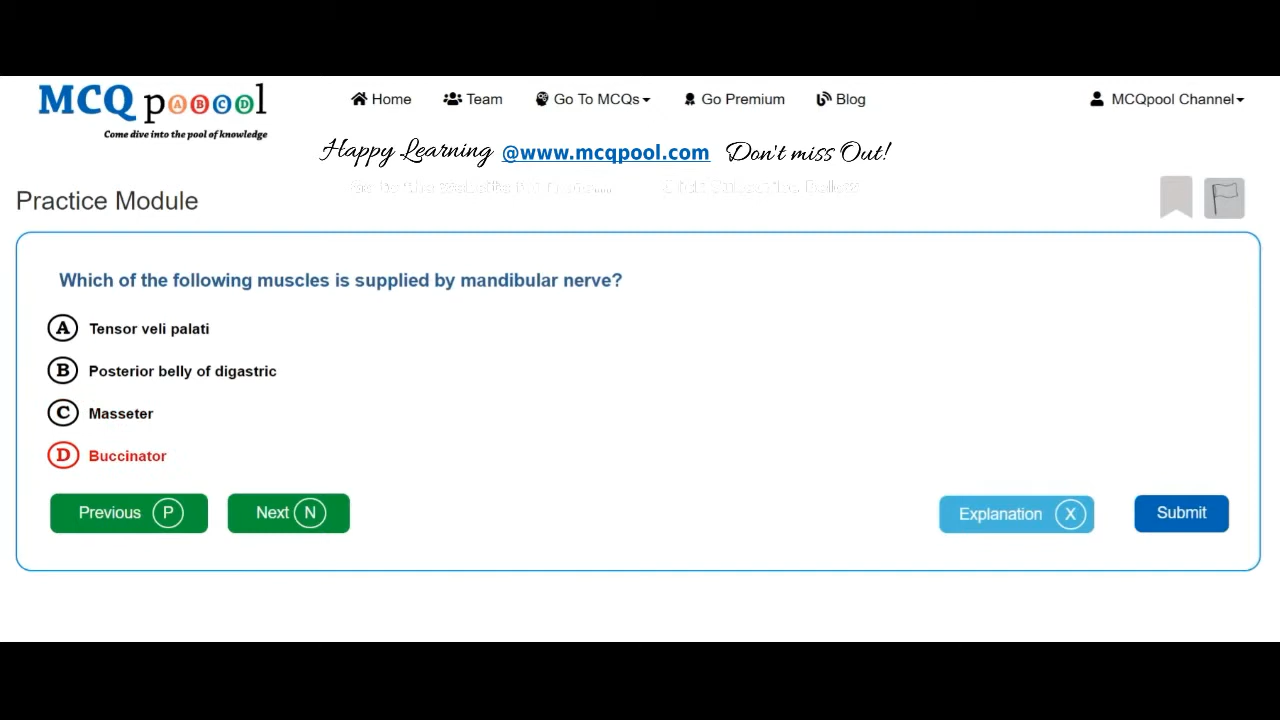 MCQ pABCDl
Come dive into the pool of knowledge
Home Team Go To MCQs Go Premium Blog MCQpool Channel
Happy Learning @www.mcqpool.com Don't miss Out!
Practice Module
Which of the following muscles is supplied by mandibular nerve?
A Tensor veli palati
B Posterior belly of digastric
C Masseter
D Buccinator
Previous P Next N Explanation X Submit